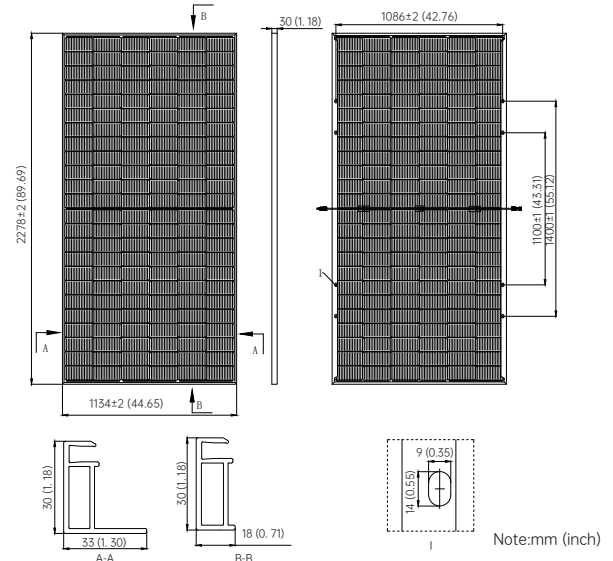 B
30 (1.18)
1086±2 (42.76)
2278±2 (89.69)
1100±1 (43.31)
1400±1 (55.12)
I
A
A
1134±2 (44.65)
B
30 (1.18)
33 (1.30)
A-A
30 (1.18)
18 (0.71)
B-B
9 (0.35)
14 (0.55)
I
Note:mm (inch)